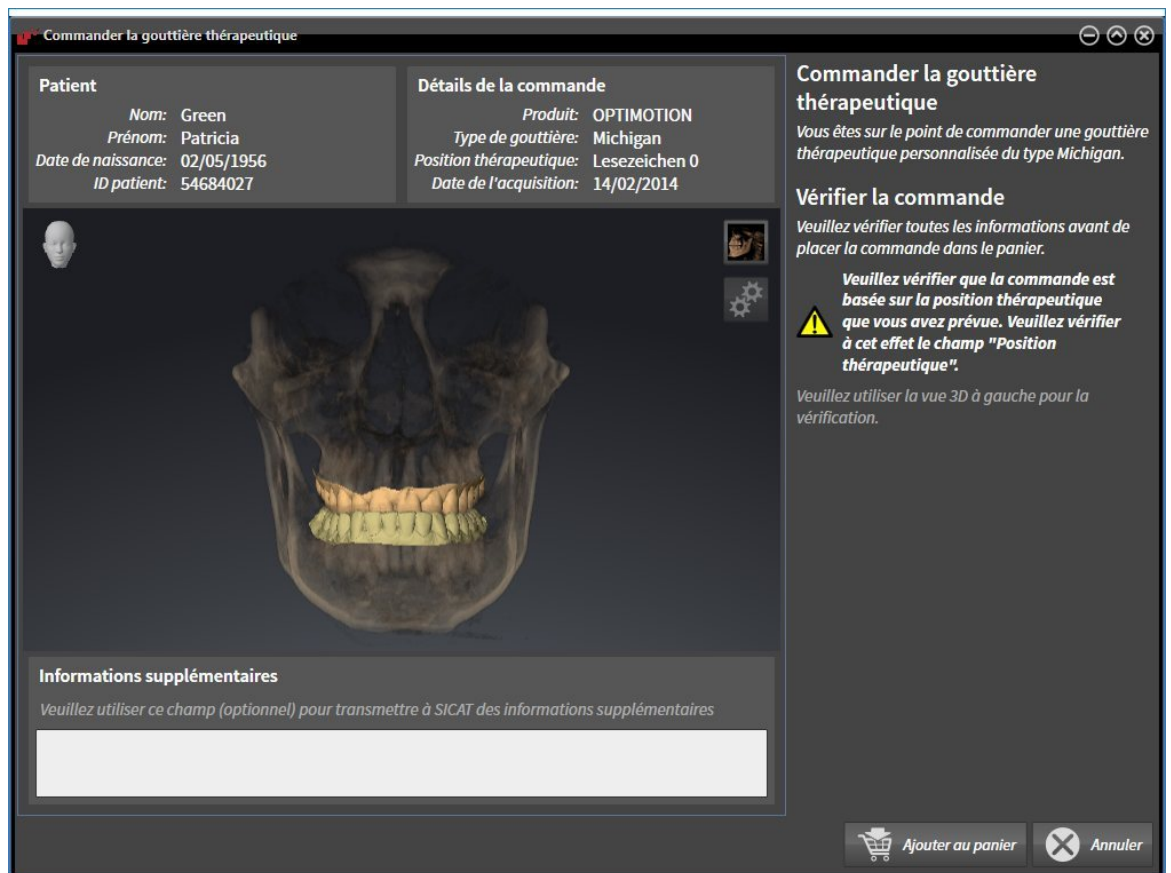 Commander la gouttière thérapeutique
Patient
Nom: Green
Prénom: Patricia
Date de naissance: 02/05/1956
ID patient: 54684027
Détails de la commande
Produit: OPTIMOTION
Type de gouttière: Michigan
Position thérapeutique: Lesezeichen 0
Date de l'acquisition: 14/02/2014
Informations supplémentaires
Veuillez utiliser ce champ (optionnel) pour transmettre à SICAT des informations supplémentaires
Commander la gouttière
thérapeutique
Vous êtes sur le point de commander une gouttière
thérapeutique personnalisée du type Michigan.
Vérifier la commande
Veuillez vérifier toutes les informations avant de
placer la commande dans le panier.
Veuillez vérifier que la commande est
basée sur la position thérapeutique
que vous avez prévue. Veuillez vérifier
à cet effet le champ "Position
thérapeutique".
Veuillez utiliser la vue 3D à gauche pour la
vérification.
Ajouter au panier
Annuler